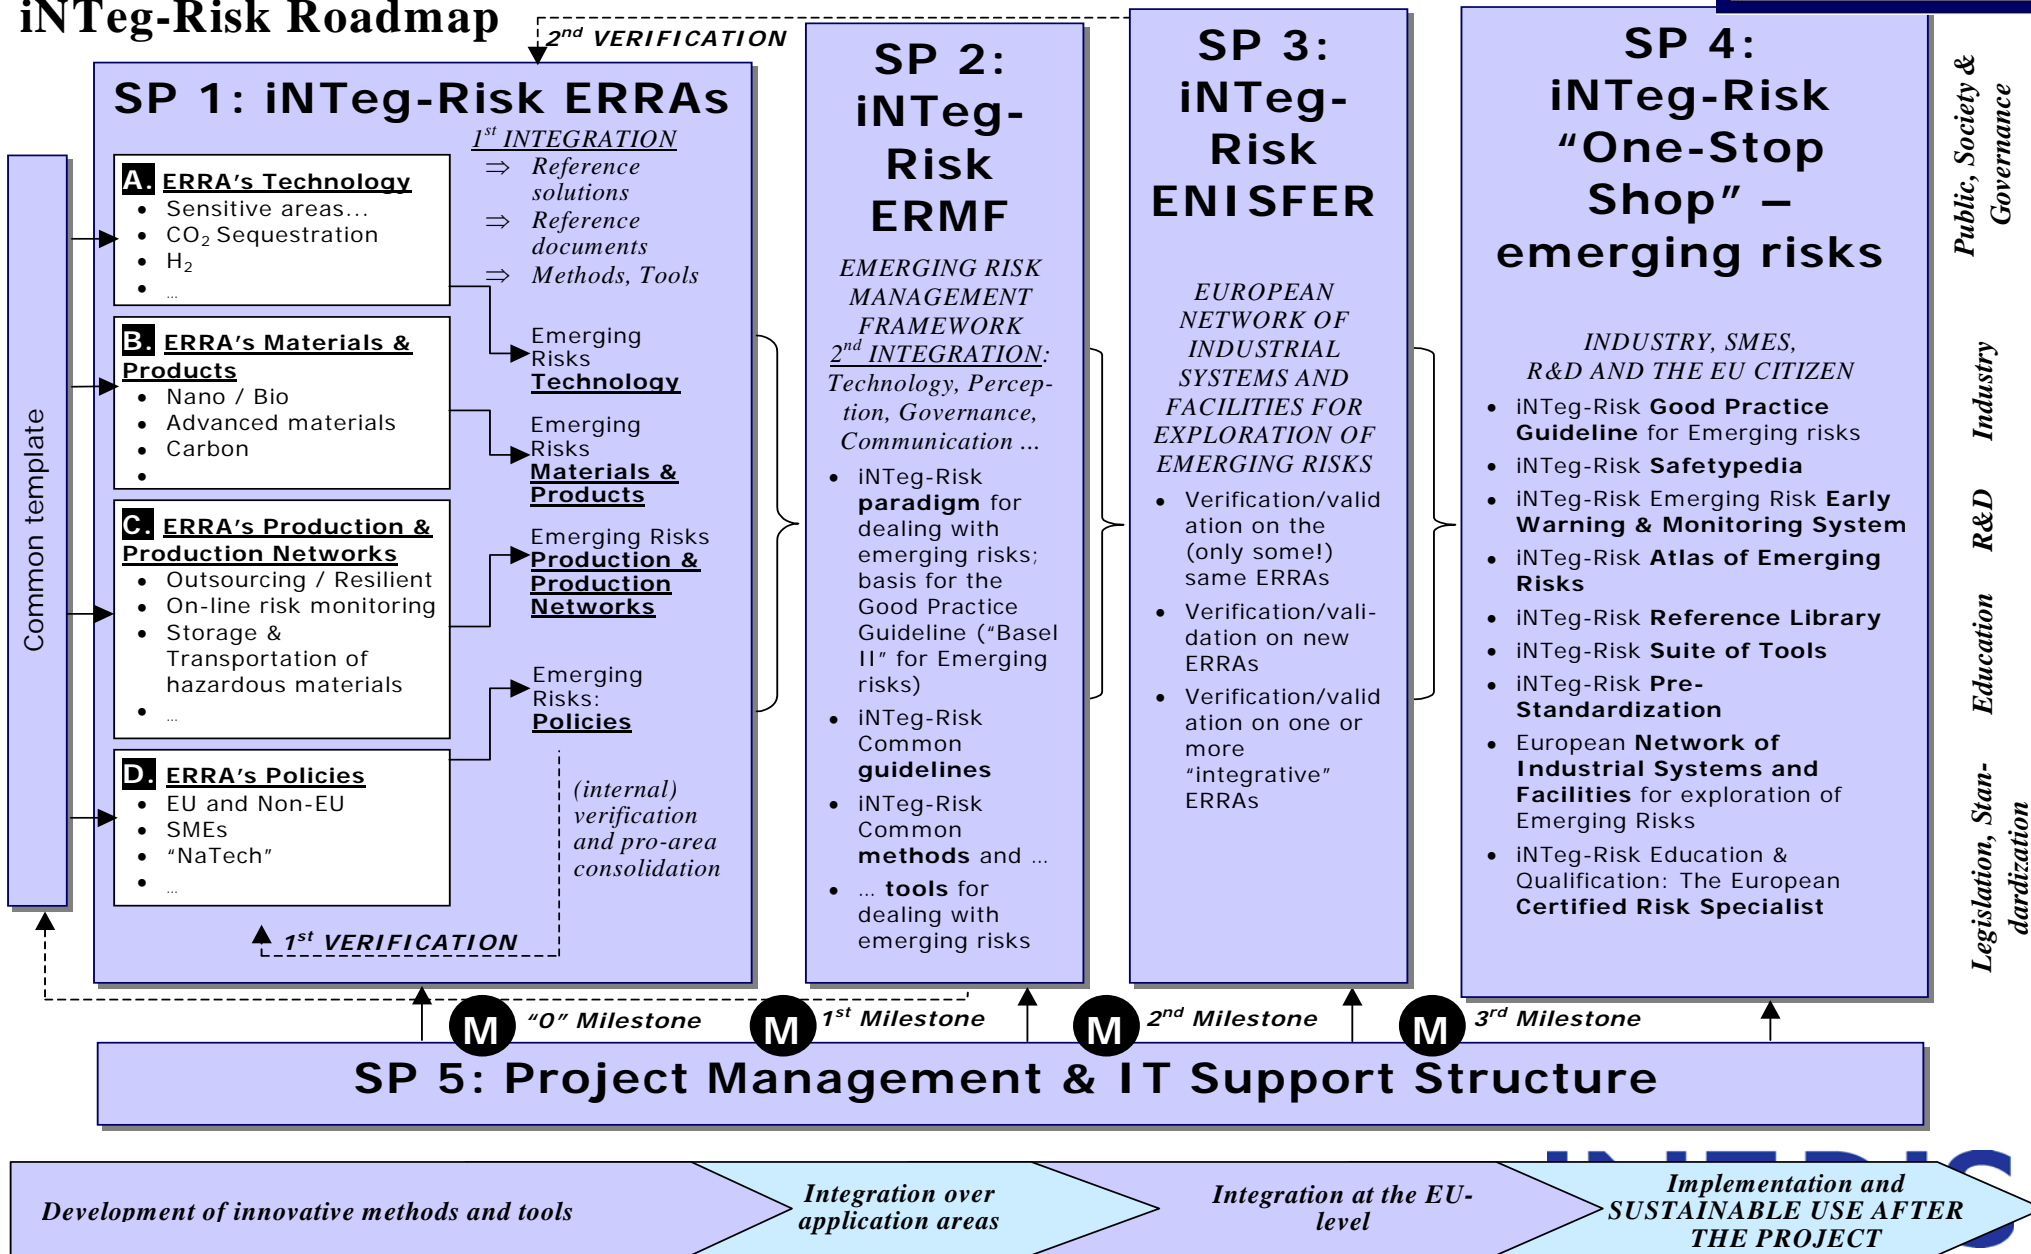 iNTeg-Risk Roadmap
2nd VERIFICATION
Common template
SP 1: iNTeg-Risk ERRAs
1st INTEGRATION
⇒ Reference
solutions
⇒ Reference
documents
⇒ Methods, Tools
A. ERRA's Technology
• Sensitive areas...
• CO2 Sequestration
• H2
• ...
B. ERRA's Materials &
Products
• Nano / Bio
• Advanced materials
• Carbon
•
C. ERRA's Production &
Production Networks
• Outsourcing / Resilient
• On-line risk monitoring
• Storage &
Transportation of
hazardous materials
• ...
D. ERRA's Policies
• EU and Non-EU
• SMEs
• "NaTech"
• ...
Emerging
Risks
Technology
Emerging
Risks
Materials &
Products
Emerging Risks
Production &
Production
Networks
Emerging
Risks:
Policies
(internal)
verification
and pro-area
consolidation
1st VERIFICATION
SP 2:
iNTeg-
Risk
ERMF
EMERGING RISK
MANAGEMENT
FRAMEWORK
2nd INTEGRATION:
Technology, Percep-
tion, Governance,
Communication ...
• iNTeg-Risk
paradigm for
dealing with
emerging risks;
basis for the
Good Practice
Guideline ("Basel
II" for Emerging
risks)
• iNTeg-Risk
Common
guidelines
• iNTeg-Risk
Common
methods and ...
• ... tools for
dealing with
emerging risks
SP 3:
iNTeg-
Risk
ENISFER
EUROPEAN
NETWORK OF
INDUSTRIAL
SYSTEMS AND
FACILITIES FOR
EXPLORATION OF
EMERGING RISKS
• Verification/valid
ation on the
(only some!)
same ERRAs
• Verification/vali-
dation on new
ERRAs
• Verification/valid
ation on one or
more
"integrative"
ERRAs
SP 4:
iNTeg-Risk
"One-Stop
Shop" –
emerging risks
INDUSTRY, SMES,
R&D AND THE EU CITIZEN
• iNTeg-Risk Good Practice
Guideline for Emerging risks
• iNTeg-Risk Safetypedia
• iNTeg-Risk Emerging Risk Early
Warning & Monitoring System
• iNTeg-Risk Atlas of Emerging
Risks
• iNTeg-Risk Reference Library
• iNTeg-Risk Suite of Tools
• iNTeg-Risk Pre-
Standardization
• European Network of
Industrial Systems and
Facilities for exploration of
Emerging Risks
• iNTeg-Risk Education &
Qualification: The European
Certified Risk Specialist
Public, Society &
Governance
Industry
R&D
Education
Legislation, Stan-
dardization
M "0" Milestone
M 1st Milestone
M 2nd Milestone
M 3rd Milestone
SP 5: Project Management & IT Support Structure
Development of innovative methods and tools
Integration over
application areas
Integration at the EU-
level
Implementation and
SUSTAINABLE USE AFTER
THE PROJECT